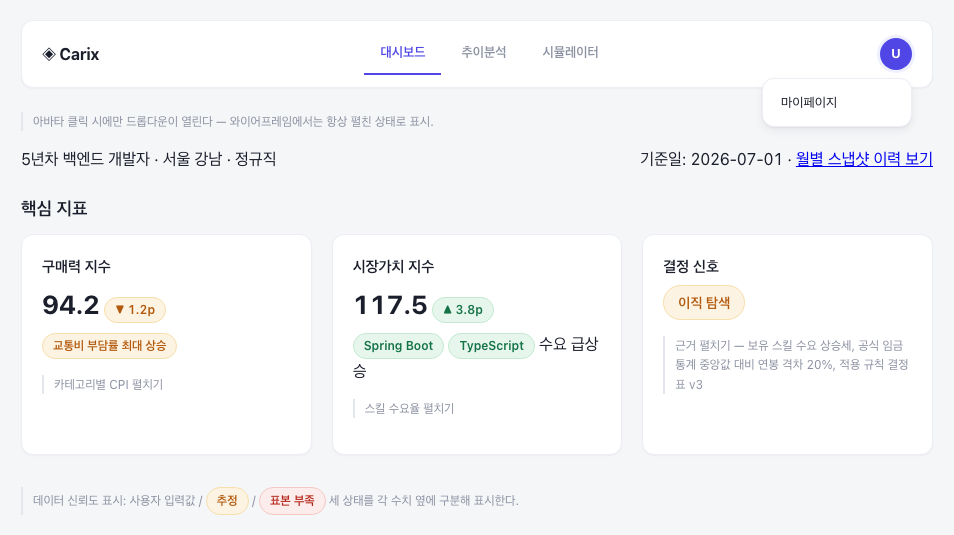 ◈ Carix
대시보드
추이분석
시뮬레이터
U
마이페이지
아바타 클릭 시에만 드롭다운이 열린다 — 와이어프레임에서는 항상 펼친 상태로 표시.
5년차 백엔드 개발자 · 서울 강남 · 정규직
기준일: 2026-07-01 · 월별 스냅샷 이력 보기
핵심 지표
구매력 지수
94.2 ▼ 1.2p
교통비 부담률 최대 상승
카테고리별 CPI 펼치기
시장가치 지수
117.5 ▲ 3.8p
Spring Boot TypeScript 수요 급상
승
스킬 수요율 펼치기
결정 신호
이직 탐색
근거 펼치기 — 보유 스킬 수요 상승세, 공식 임금
통계 중앙값 대비 연봉 격차 20%, 적용 규칙 결정
표 v3
데이터 신뢰도 표시: 사용자 입력값 / 추정 / 표본 부족 세 상태를 각 수치 옆에 구분해 표시한다.